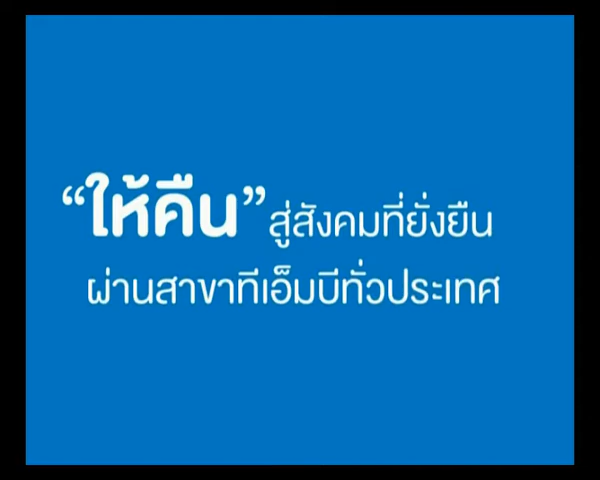 “ให้คืน” สู่สังคมที่ยั่งยืน
ผ่านสาขาทีเอ็มบีทั่วประเทศ